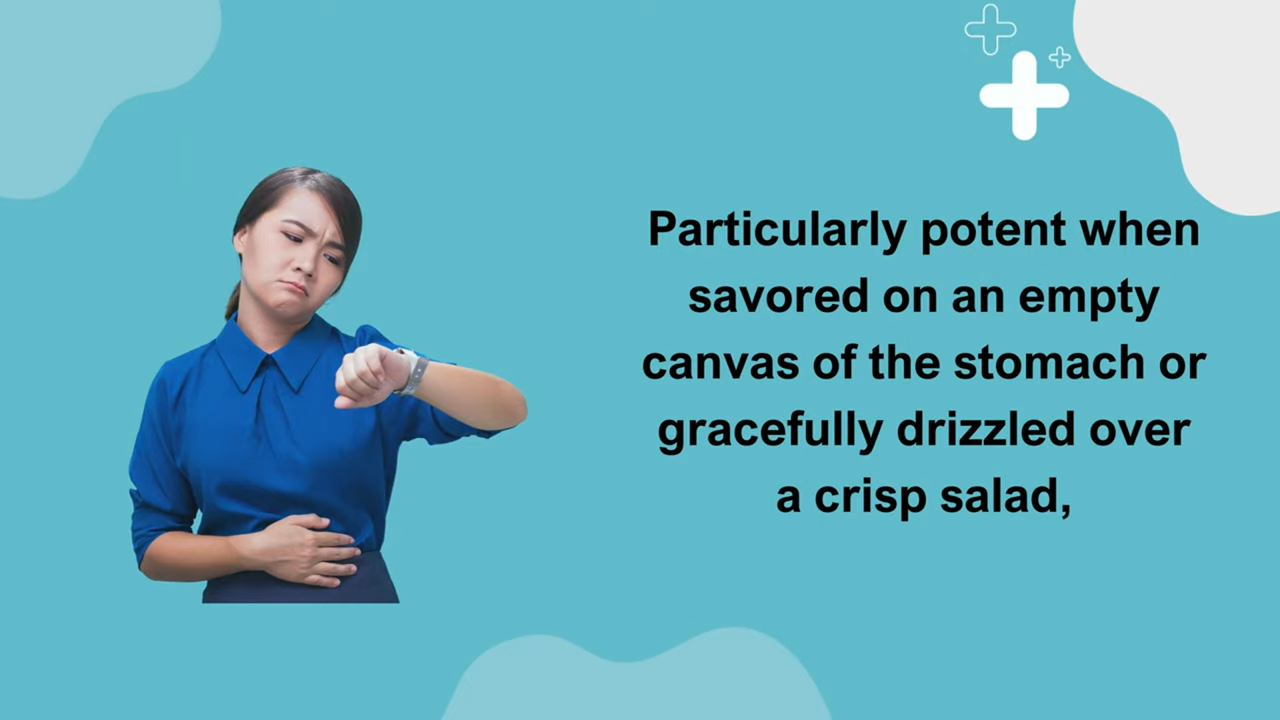 Particularly potent when
savored on an empty
canvas of the stomach or
gracefully drizzled over
a crisp salad,